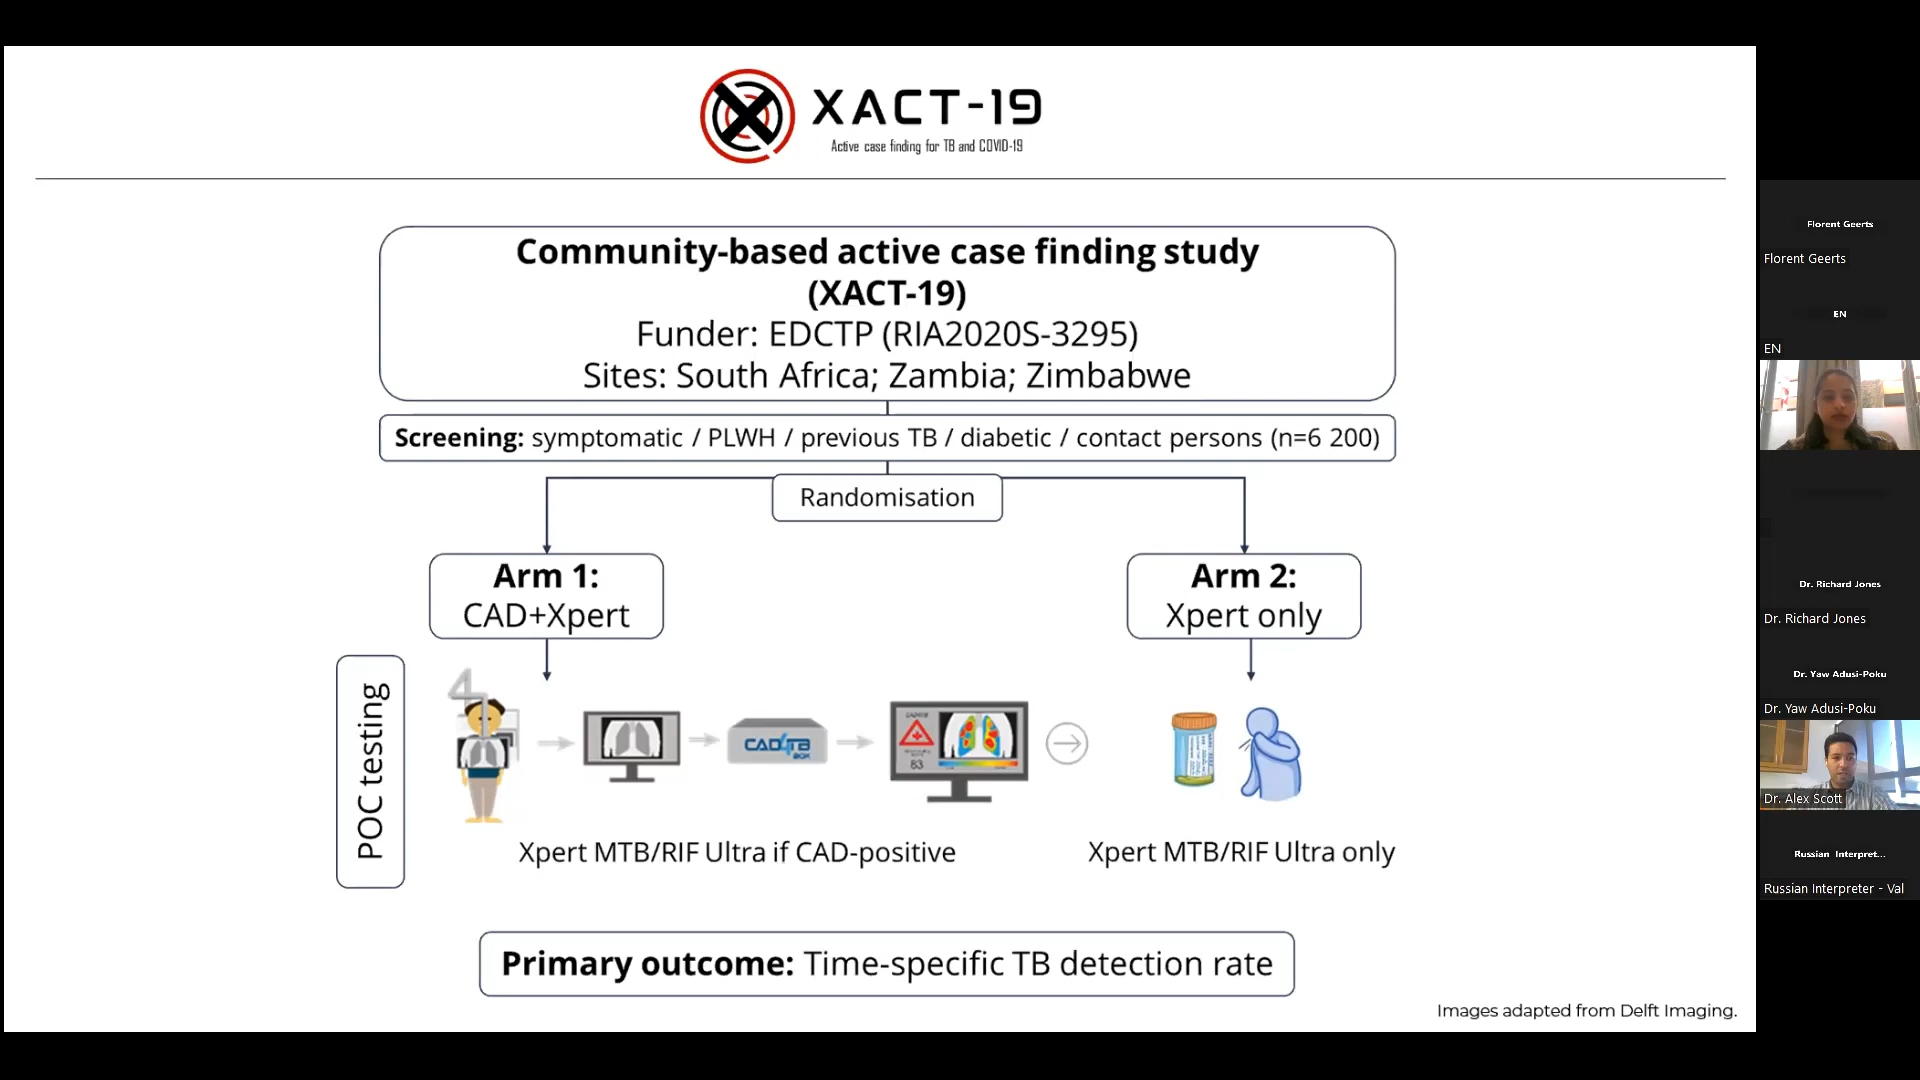 XACT-19
Active case finding for TB and COVID-19
Community-based active case finding study
(XACT-19)
Funder: EDCTP (RIA2020S-3295)
Sites: South Africa; Zambia; Zimbabwe
Screening: symptomatic / PLWH / previous TB / diabetic / contact persons (n=6 200)
Randomisation
Arm 1:
CAD+Xpert
Arm 2:
Xpert only
POC testing
CAD4TB
BOX
83
Xpert MTB/RIF Ultra if CAD-positive
Xpert MTB/RIF Ultra only
Primary outcome: Time-specific TB detection rate
Images adapted from Delft Imaging.
Florent Geerts
Florent Geerts
EN
EN
Dr. Richard Jones
Dr. Richard Jones
Dr. Yaw Adusi-Poku
Dr. Yaw Adusi-Poku
Dr. Alex Scott
Russian Interpret...
Russian Interpreter - Val